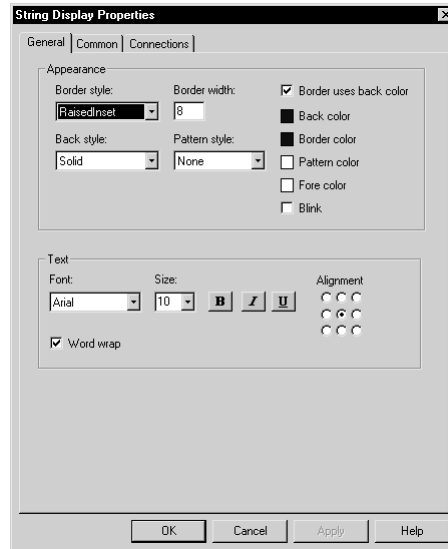 String Display Properties
General Common Connections
Appearance
Border style: Border width:
RaisedInset 8
Border uses back color
Back color
Back style: Pattern style:
Border color
Solid None
Pattern color
Fore color
Blink
Text
Font: Size: Alignment
Arial 10 B I U
Word wrap
OK Cancel Apply Help